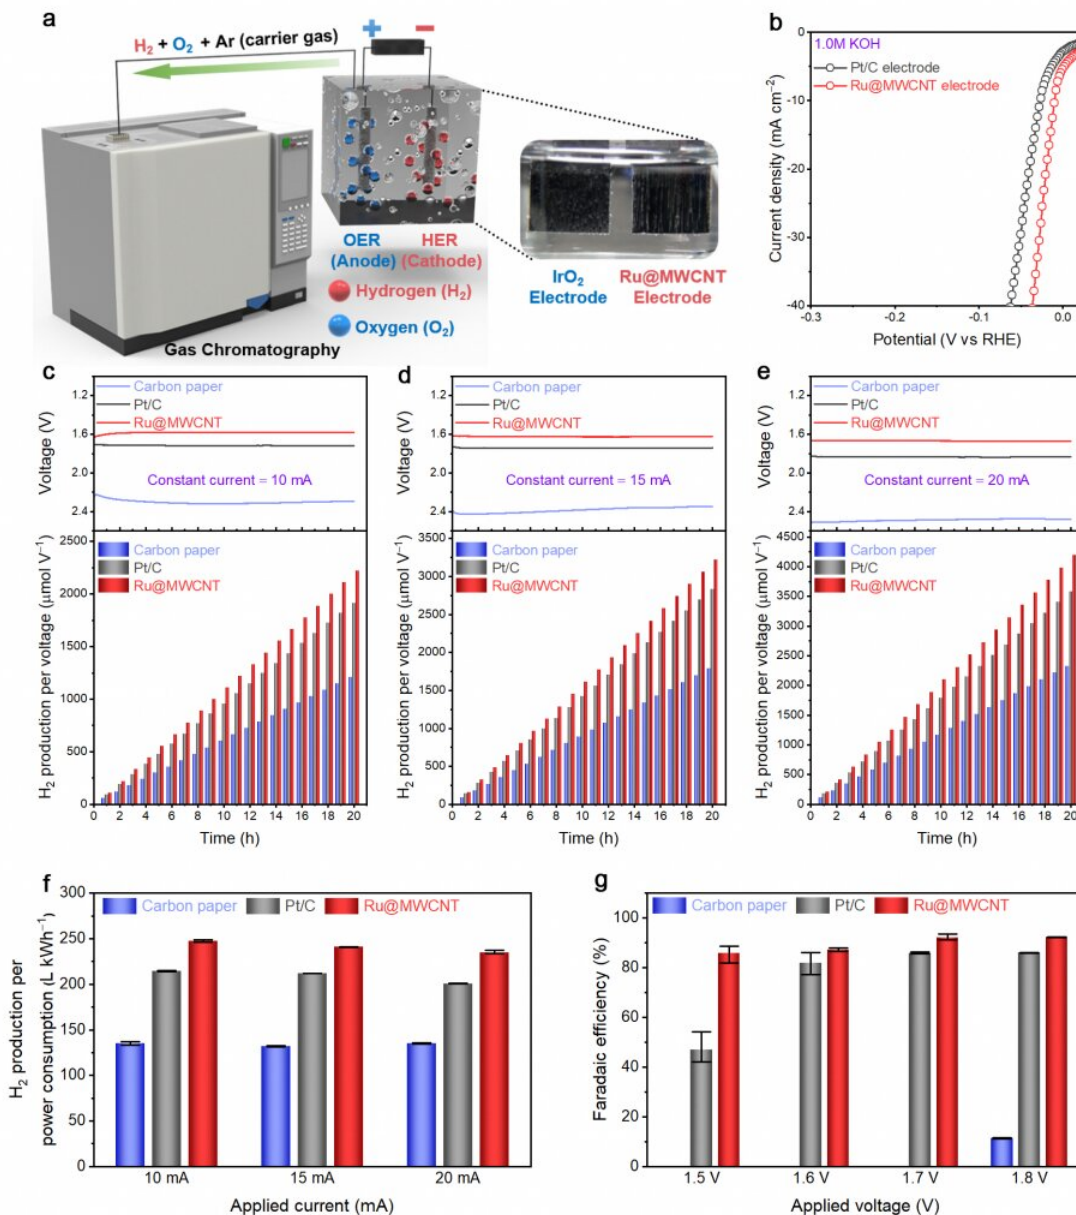 a
H₂ + O₂ + Ar (carrier gas)
+
−
OER
(Anode)
HER
(Cathode)
Hydrogen (H₂)
Oxygen (O₂)
Gas Chromatography
IrO₂
Electrode
Ru@MWCNT
Electrode
b
1.0M KOH
Pt/C electrode
Ru@MWCNT electrode
Current density (mA cm⁻²)
0
-10
-20
-30
-40
-0.3
-0.2
-0.1
0.0
Potential (V vs RHE)
c
Carbon paper
Pt/C
Ru@MWCNT
Constant current = 10 mA
Voltage (V)
1.2
1.6
2.0
2.4
Carbon paper
Pt/C
Ru@MWCNT
H₂ production per voltage (μmol V⁻¹)
2500
2000
1500
1000
500
0
0 2 4 6 8 10 12 14 16 18 20
Time (h)
d
Carbon paper
Pt/C
Ru@MWCNT
Constant current = 15 mA
Voltage (V)
1.2
1.6
2.0
2.4
Carbon paper
Pt/C
Ru@MWCNT
H₂ production per voltage (μmol V⁻¹)
3500
3000
2500
2000
1500
1000
500
0
0 2 4 6 8 10 12 14 16 18 20
Time (h)
e
Carbon paper
Pt/C
Ru@MWCNT
Constant current = 20 mA
Voltage (V)
1.2
1.6
2.0
2.4
Carbon paper
Pt/C
Ru@MWCNT
H₂ production per voltage (μmol V⁻¹)
4500
4000
3500
3000
2500
2000
1500
1000
500
0
0 2 4 6 8 10 12 14 16 18 20
Time (h)
f
Carbon paper
Pt/C
Ru@MWCNT
H₂ production per
power consumption (L kWh⁻¹)
300
250
200
150
100
50
0
10 mA
15 mA
20 mA
Applied current (mA)
g
Carbon paper
Pt/C
Ru@MWCNT
Faradaic efficiency (%)
100
80
60
40
20
0
1.5 V
1.6 V
1.7 V
1.8 V
Applied voltage (V)